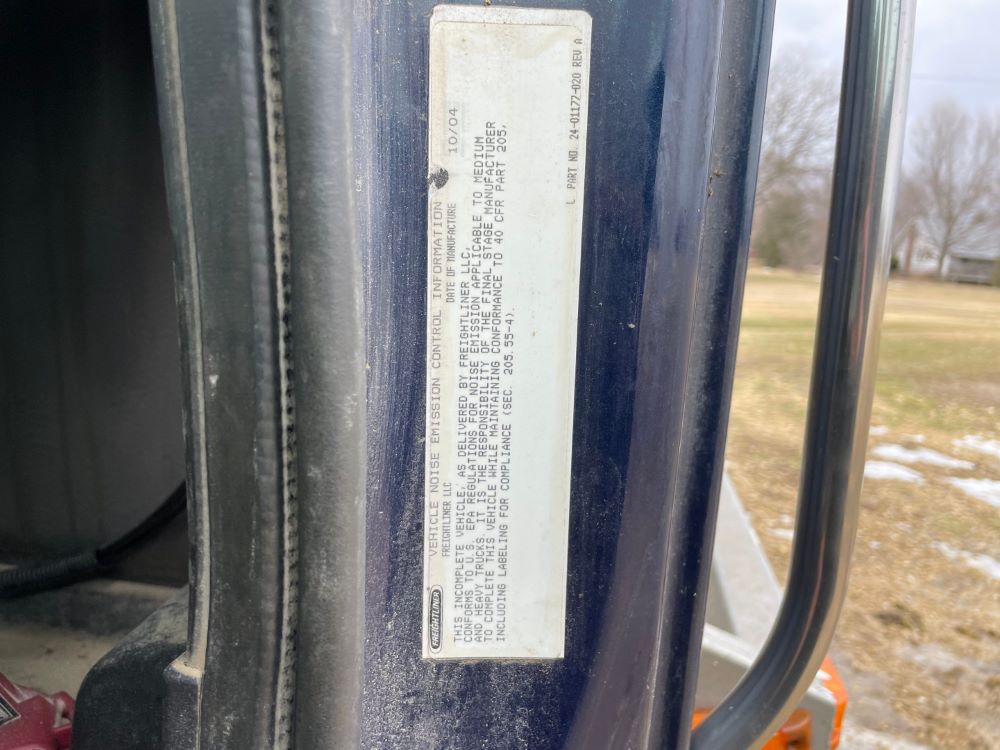 FREIGHTLINER
VEHICLE NOISE EMISSION CONTROL INFORMATION
FREIGHTLINER LLC DATE OF MANUFACTURE 10/04
THIS INCOMPLETE VEHICLE, AS DELIVERED BY FREIGHTLINER LLC,
CONFORMS TO U.S. EPA REGULATIONS FOR NOISE EMISSION APPLICABLE TO MEDIUM
AND HEAVY TRUCKS. IT IS THE RESPONSIBILITY OF THE FINAL STAGE MANUFACTURER
TO COMPLETE THIS VEHICLE WHILE MAINTAINING CONFORMANCE TO 40 CFR PART 205,
INCLUDING LABELING FOR COMPLIANCE (SEC. 205.55-4).
L PART NO. 24-01177-020 REV A